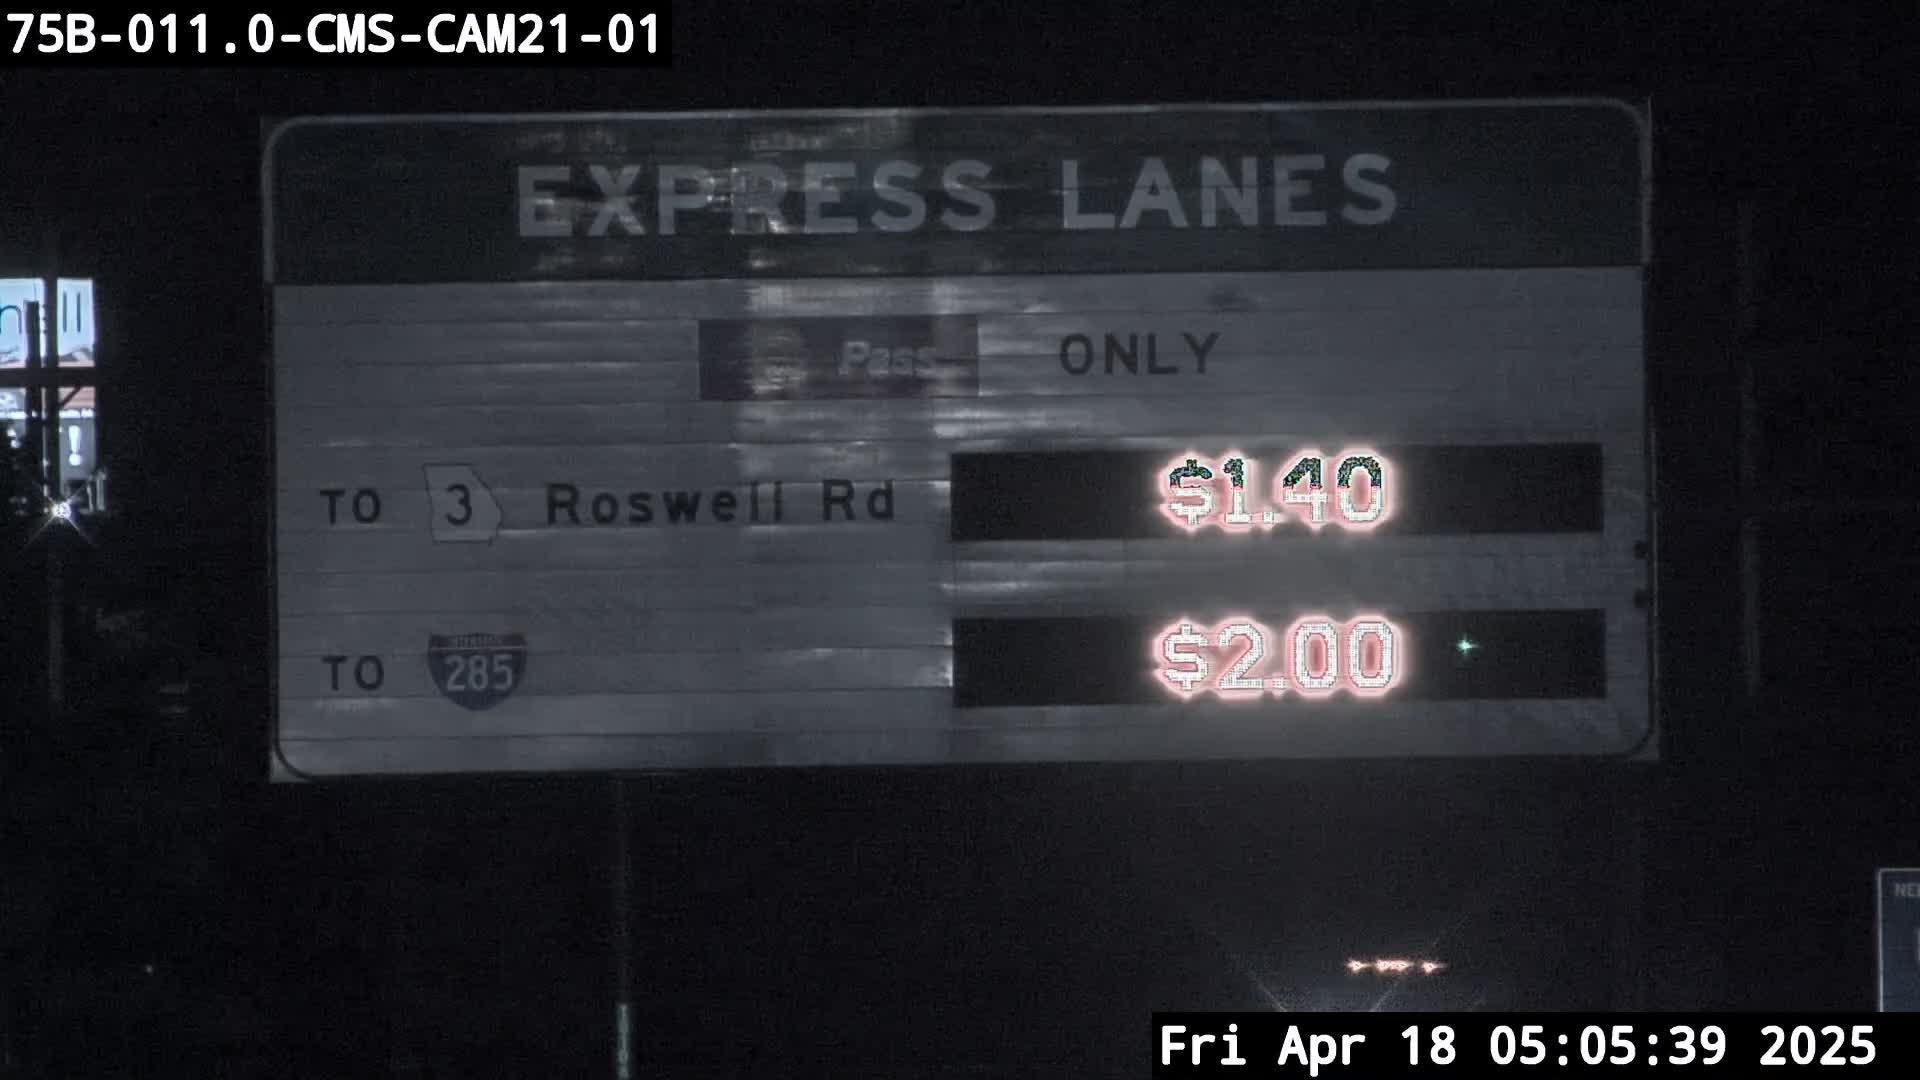 75B-011.0-CMS-CAM21-01
EXPRESS LANES
Pass ONLY
TO 3 Roswell Rd $1.40
TO INTERSTATE 285 $2.00
Fri Apr 18 05:05:39 2025